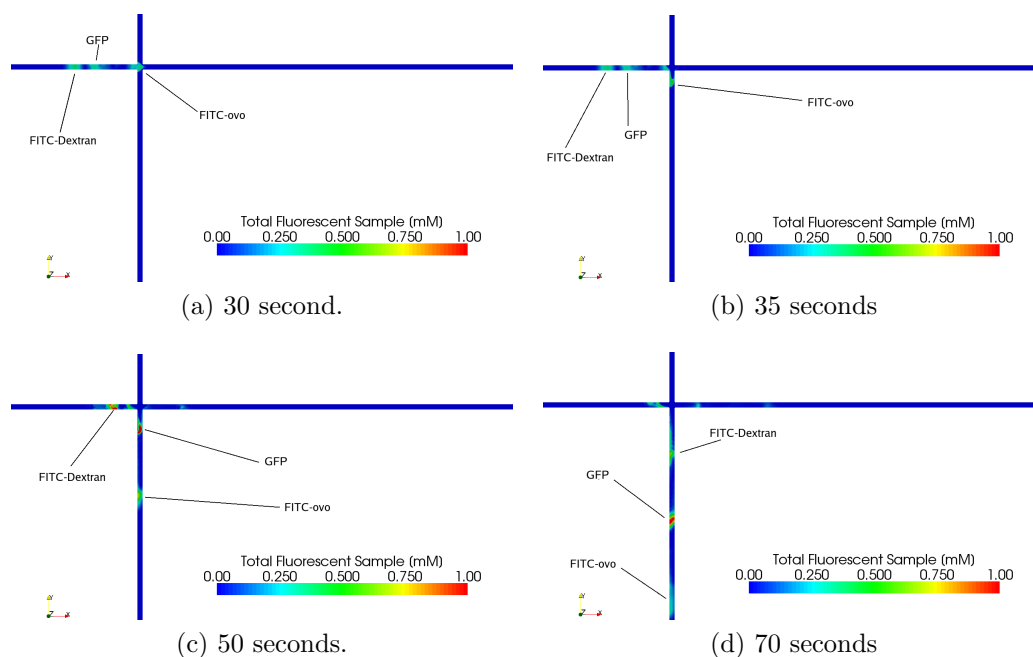 GFP
FITC-ovo
FITC-Dextran
Total Fluorescent Sample (mM)
0.00 0.250 0.500 0.750 1.00
Y
Z X
(a) 30 second.
FITC-ovo
GFP
FITC-Dextran
Total Fluorescent Sample (mM)
0.00 0.250 0.500 0.750 1.00
Y
Z X
(b) 35 seconds
GFP
FITC-Dextran
FITC-ovo
Total Fluorescent Sample (mM)
0.00 0.250 0.500 0.750 1.00
Y
Z X
(c) 50 seconds.
FITC-Dextran
GFP
Total Fluorescent Sample (mM)
FITC-ovo
0.00 0.250 0.500 0.750 1.00
Y
Z X
(d) 70 seconds